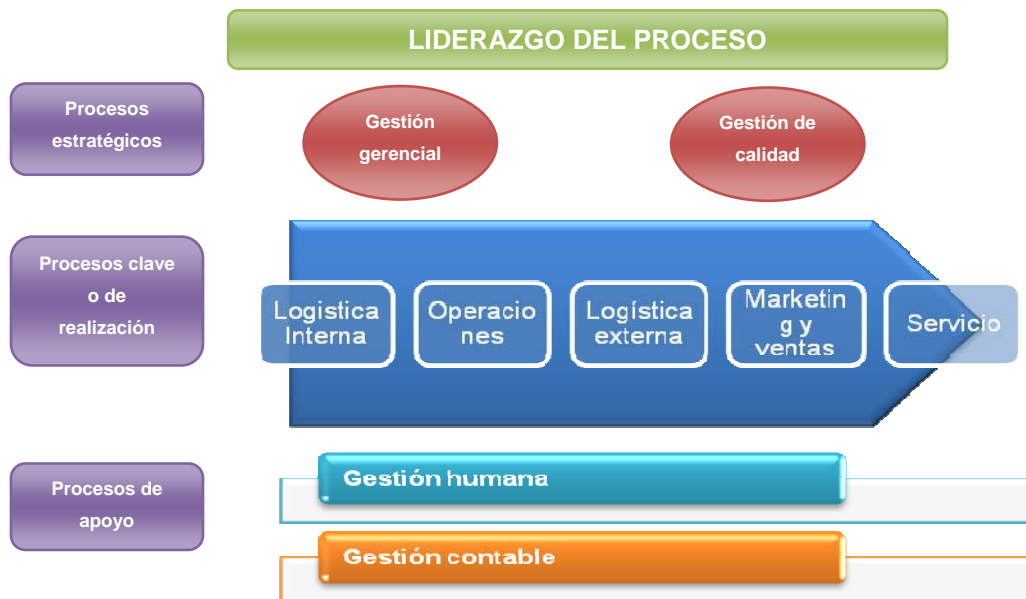 LIDERAZGO DEL PROCESO
Procesos
estratégicos
Gestión
gerencial
Gestión de
calidad
Procesos clave
o de
realización
Logistica
Interna
Operacio
nes
Logística
externa
Marketin
g y
ventas
Servicio
Procesos de
apoyo
Gestión humana
Gestión contable